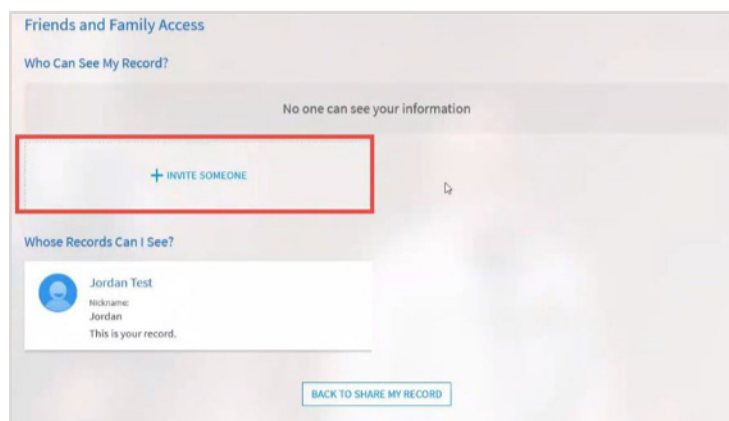 Friends and Family Access
Who Can See My Record?
No one can see your information
+ INVITE SOMEONE
Whose Records Can I See?
Jordan Test
Nickname:
Jordan
This is your record.
BACK TO SHARE MY RECORD